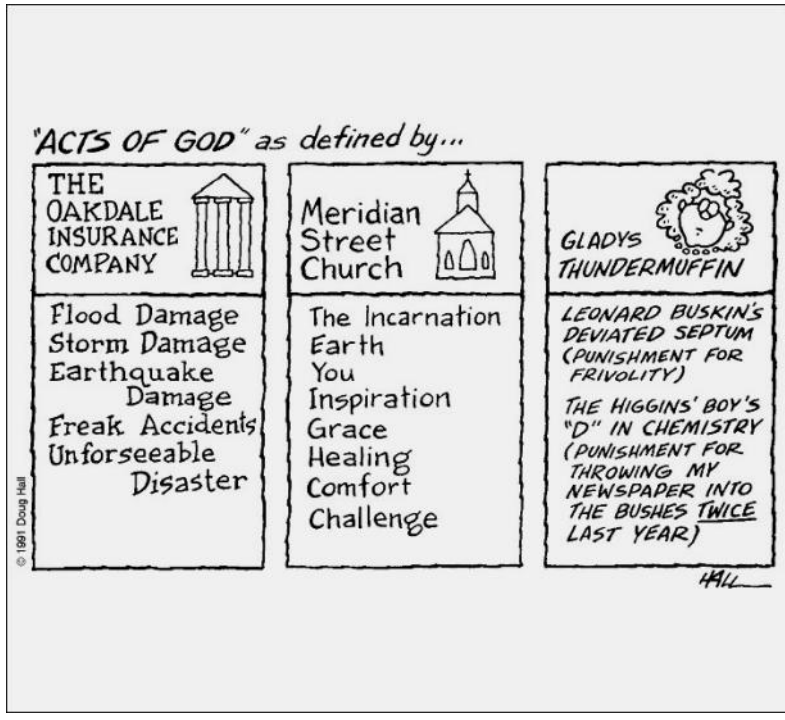 "ACTS OF GOD" as defined by...
THE
OAKDALE
INSURANCE
COMPANY
Flood Damage
Storm Damage
Earthquake
Damage
Freak Accidents
Unforseeable
Disaster
Meridian
Street
Church
The Incarnation
Earth
You
Inspiration
Grace
Healing
Comfort
Challenge
GLADYS
THUNDERMUFFIN
LEONARD BUSKIN'S
DEVIATED SEPTUM
(PUNISHMENT FOR
FRIVOLITY)
THE HIGGINS' BOY'S
"D" IN CHEMISTRY
(PUNISHMENT FOR
THROWING MY
NEWSPAPER INTO
THE BUSHES TWICE
LAST YEAR)
© 1991 Doug Hall
HALL